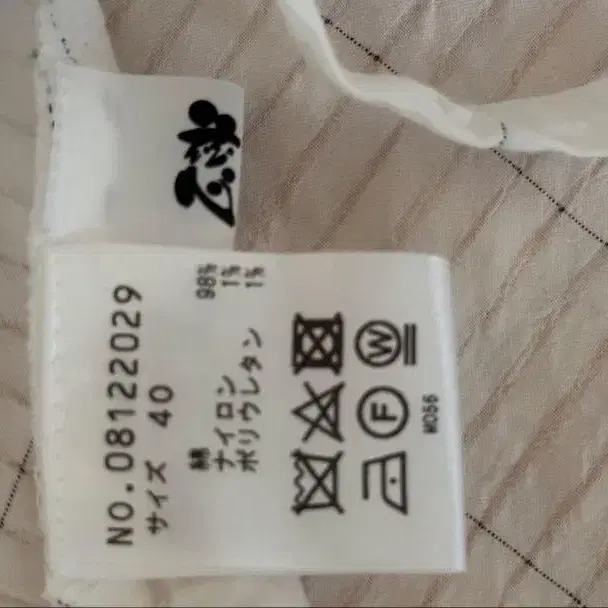 NO.08122029
サイズ 40
綿 98%
ナイロン 1%
ポリウレタン 1%
W
F
M056